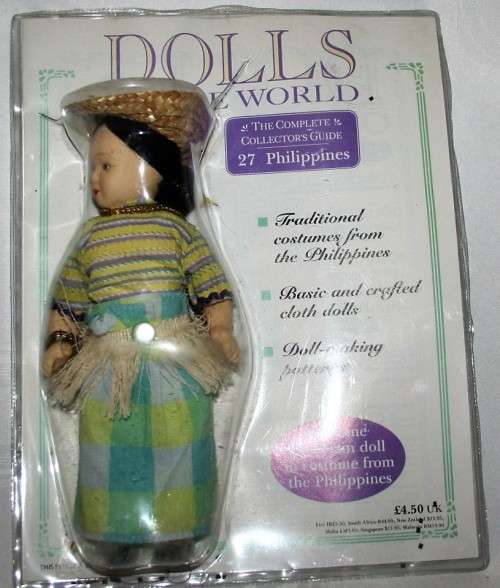 DOLLS
WORLD
THE COMPLETE
COLLECTOR'S GUIDE
27 Philippines
Traditional
costumes from
the Philippines
Basic and crafted
cloth dolls
Doll-making
patterns
doll
costume from
the Philippines
£4.50 UK